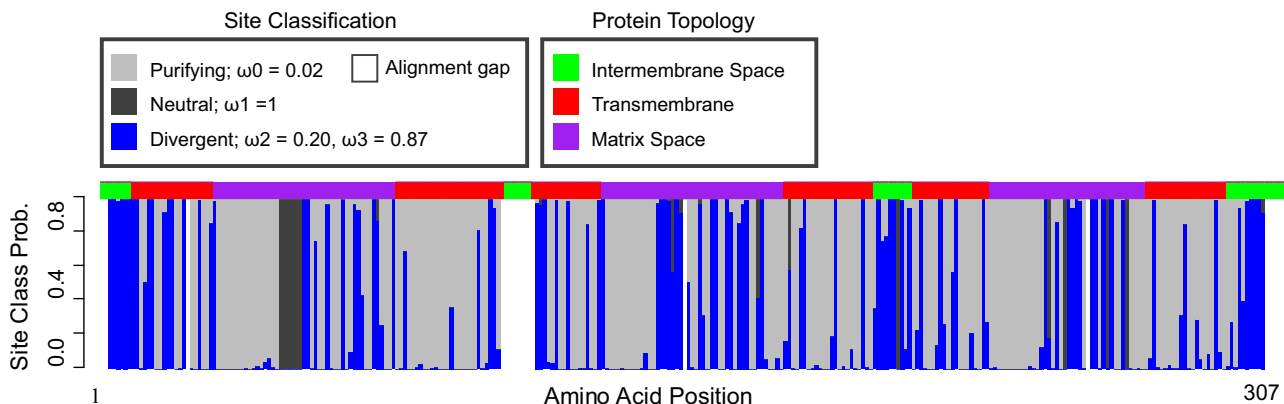 Site Classification
Protein Topology
Purifying; ω0 = 0.02
Alignment gap
Neutral; ω1 =1
Divergent; ω2 = 0.20, ω3 = 0.87
Intermembrane Space
Transmembrane
Matrix Space
Site Class Prob.
0.8
0.4
0.0
1
Amino Acid Position
307